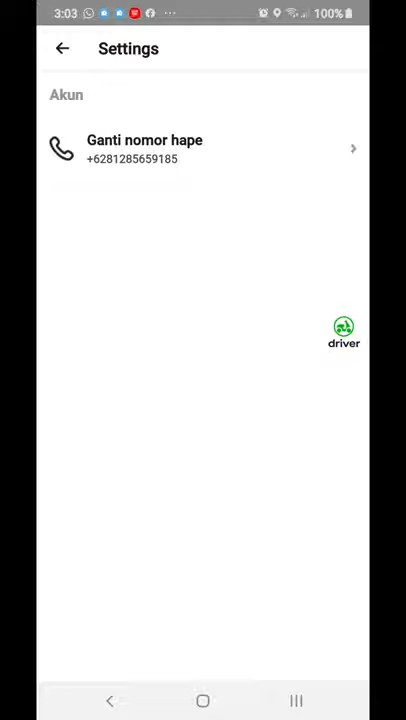 3:03 100%
Settings
Akun
Ganti nomor hape
+6281285659185
driver